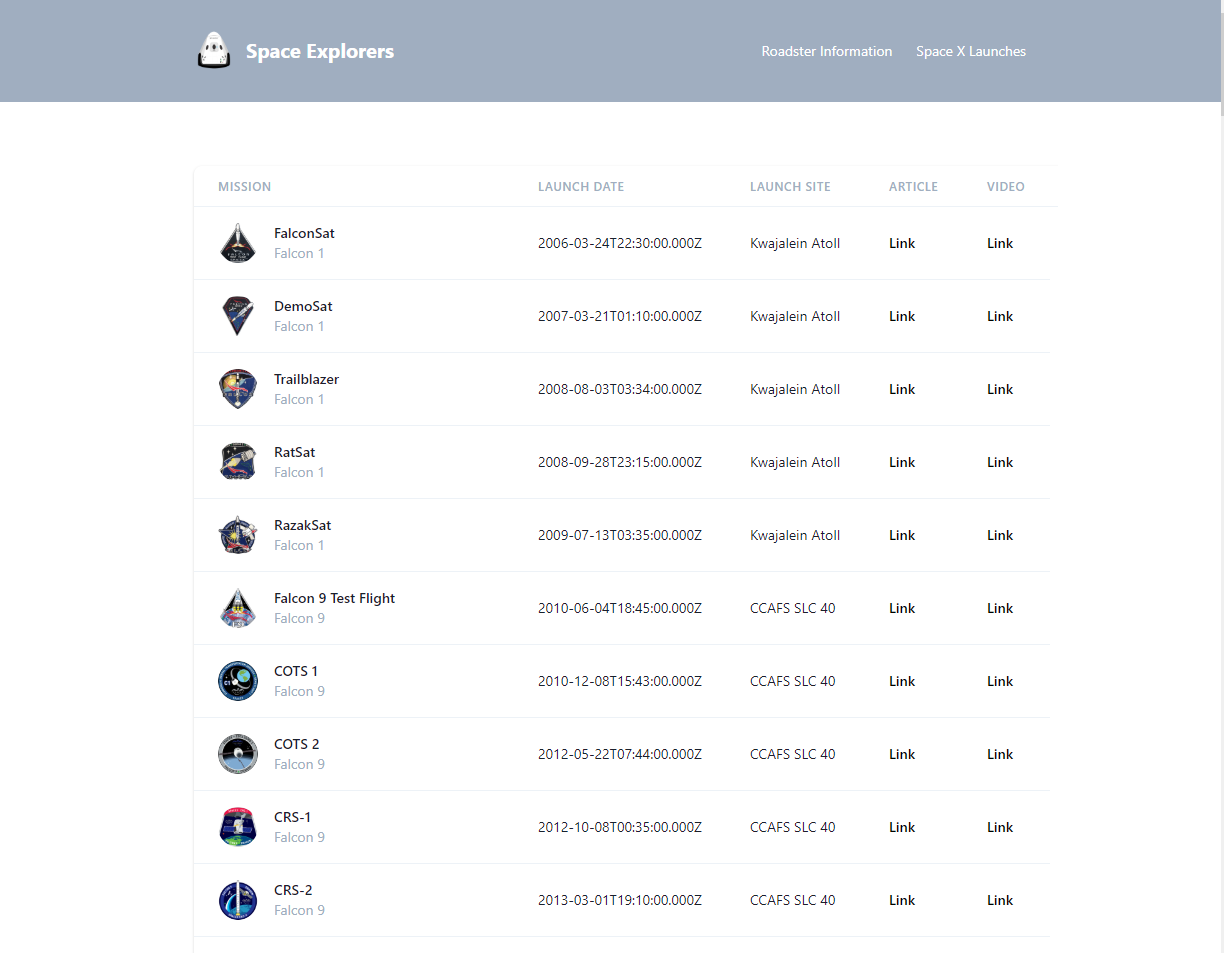 Space Explorers
Roadster Information Space X Launches
MISSION LAUNCH DATE LAUNCH SITE ARTICLE VIDEO
FalconSat
Falcon 1
2006-03-24T22:30:00.000Z Kwajalein Atoll Link Link
DemoSat
Falcon 1
2007-03-21T01:10:00.000Z Kwajalein Atoll Link Link
Trailblazer
Falcon 1
2008-08-03T03:34:00.000Z Kwajalein Atoll Link Link
RatSat
Falcon 1
2008-09-28T23:15:00.000Z Kwajalein Atoll Link Link
RazakSat
Falcon 1
2009-07-13T03:35:00.000Z Kwajalein Atoll Link Link
Falcon 9 Test Flight
Falcon 9
2010-06-04T18:45:00.000Z CCAFS SLC 40 Link Link
C1
COTS 1
Falcon 9
2010-12-08T15:43:00.000Z CCAFS SLC 40 Link Link
COTS 2
Falcon 9
2012-05-22T07:44:00.000Z CCAFS SLC 40 Link Link
CRS-1
Falcon 9
2012-10-08T00:35:00.000Z CCAFS SLC 40 Link Link
CRS-2
Falcon 9
2013-03-01T19:10:00.000Z CCAFS SLC 40 Link Link